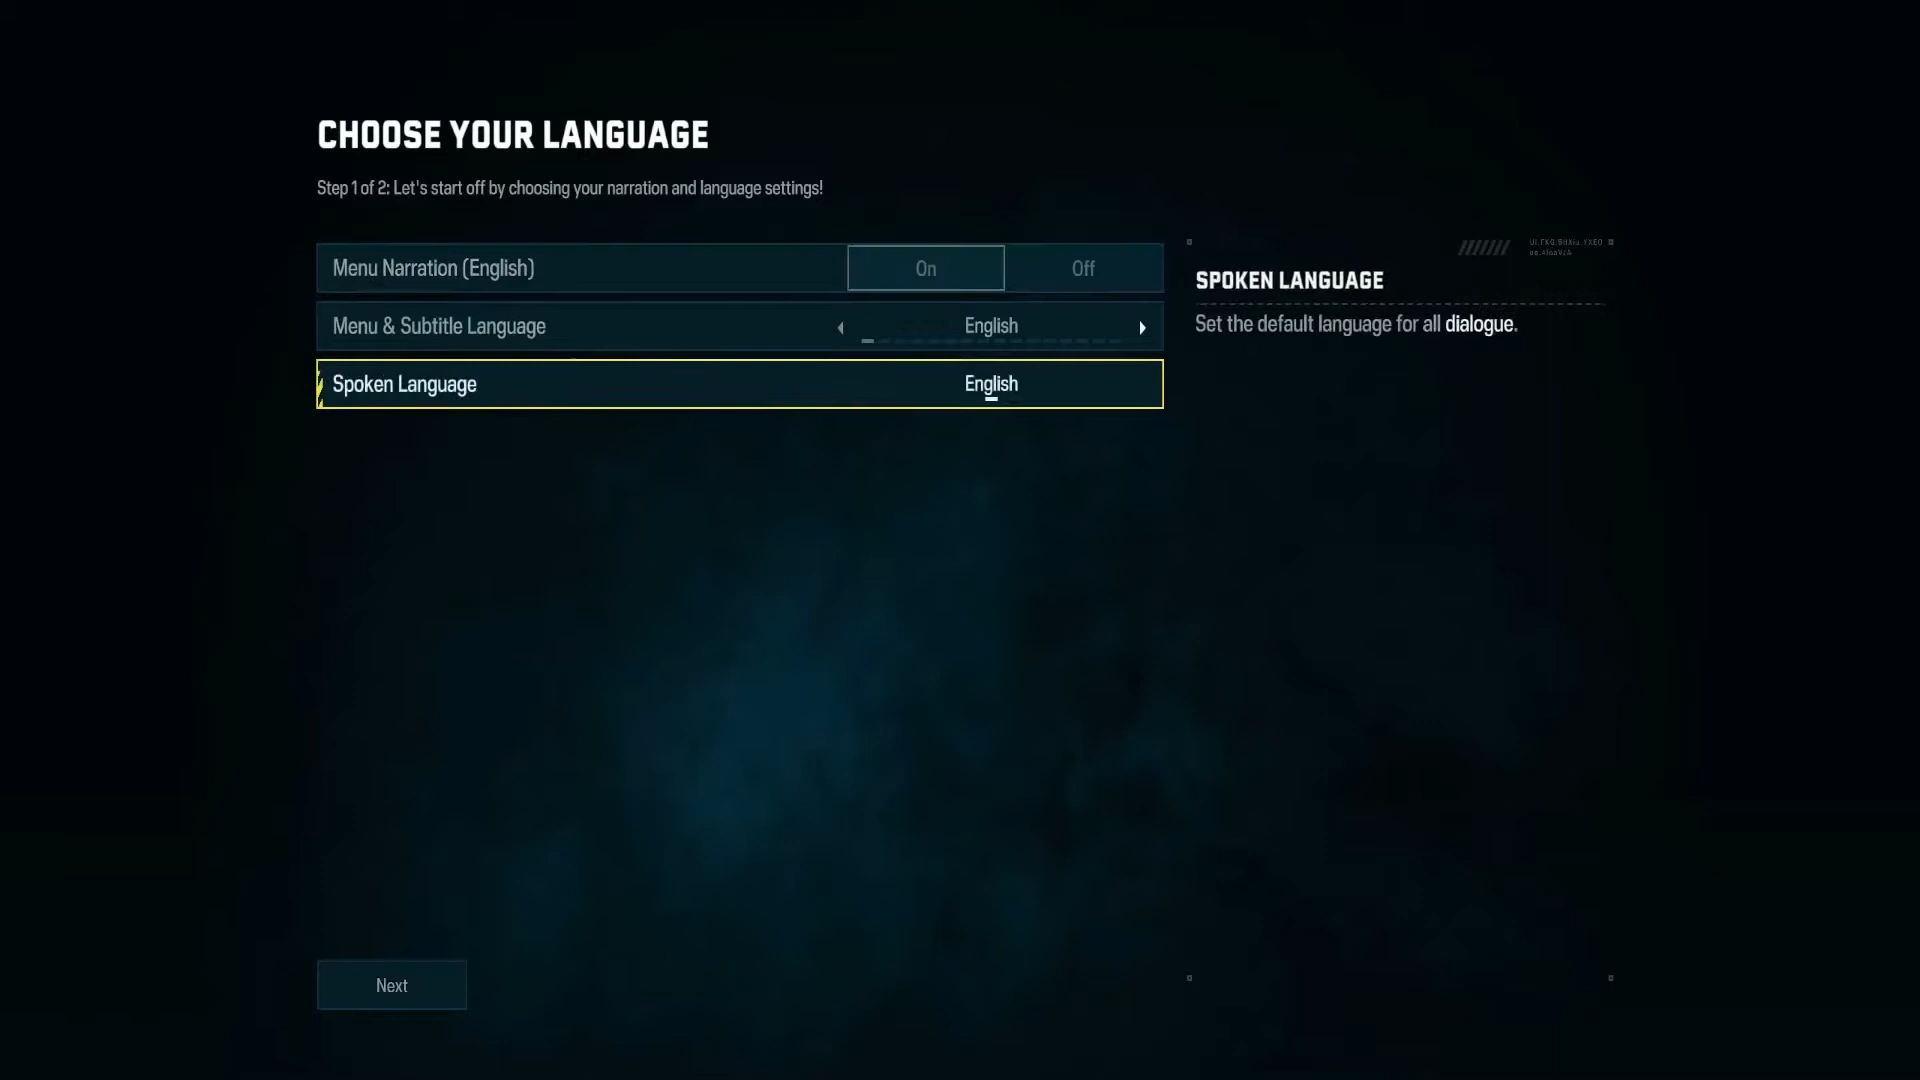 CHOOSE YOUR LANGUAGE
Step 1 of 2: Let's start off by choosing your narration and language settings!
Menu Narration (English)
On
Off
Menu & Subtitle Language
English
Spoken Language
English
SPOKEN LANGUAGE
Set the default language for all dialogue.
Next